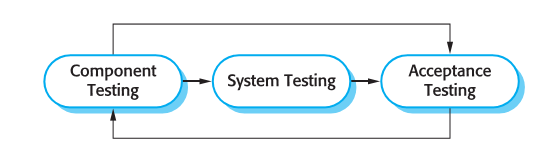 Component
Testing
System Testing
Acceptance
Testing